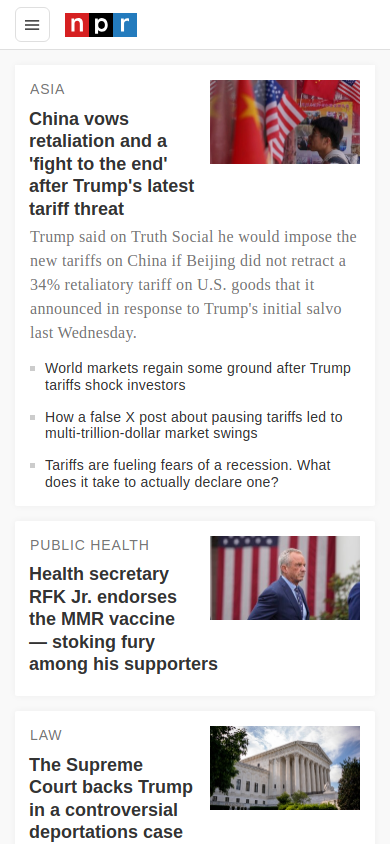 npr
ASIA
China vows
retaliation and a
'fight to the end'
after Trump's latest
tariff threat
Trump said on Truth Social he would impose the
new tariffs on China if Beijing did not retract a
34% retaliatory tariff on U.S. goods that it
announced in response to Trump's initial salvo
last Wednesday.
World markets regain some ground after Trump
tariffs shock investors
How a false X post about pausing tariffs led to
multi-trillion-dollar market swings
Tariffs are fueling fears of a recession. What
does it take to actually declare one?
PUBLIC HEALTH
Health secretary
RFK Jr. endorses
the MMR vaccine
— stoking fury
among his supporters
LAW
The Supreme
Court backs Trump
in a controversial
deportations case